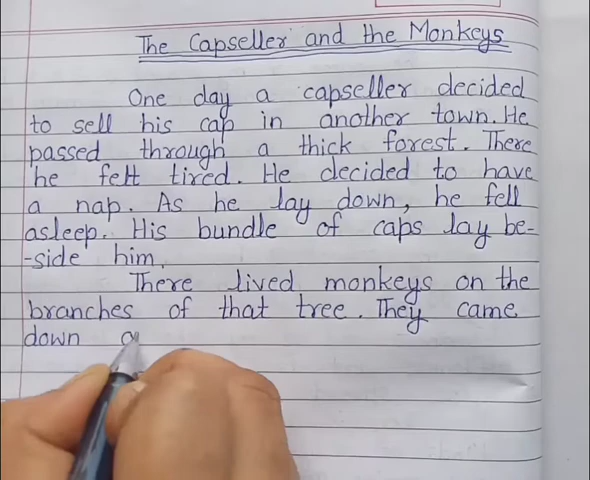 The Capseller and the Monkeys
One day a capseller decided
to sell his cap in another town. He
passed through a thick forest. There
he felt tired. He decided to have
a nap. As he lay down, he fell
asleep. His bundle of caps lay be-
-side him.
There lived monkeys on the
branches of that tree. They came
down a